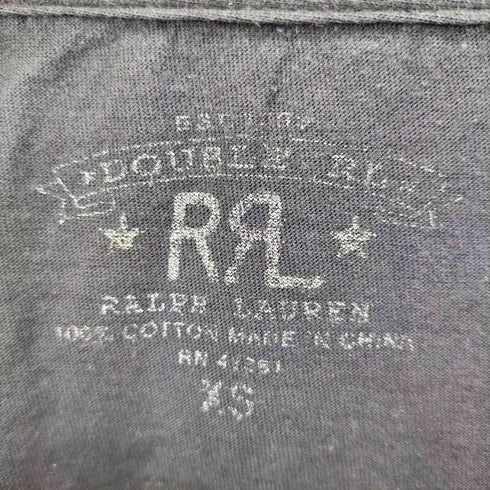 DOUBLE RL
RRL
RALPH LAUREN
100% COTTON MADE IN CHINA
RN 41381
XS